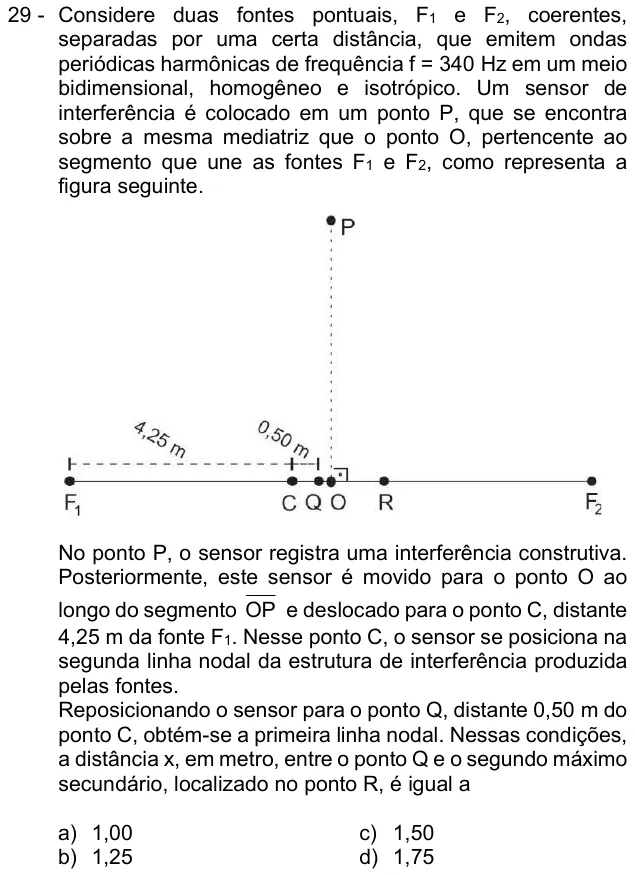 29 - Considere duas fontes pontuais, F₁ e F₂, coerentes,
separadas por uma certa distância, que emitem ondas
periódicas harmônicas de frequência f = 340 Hz em um meio
bidimensional, homogêneo e isotrópico. Um sensor de
interferência é colocado em um ponto P, que se encontra
sobre a mesma mediatriz que o ponto O, pertencente ao
segmento que une as fontes F₁ e F₂, como representa a
figura seguinte.
P
4,25 m 0,50 m
F₁ C Q O R F₂
No ponto P, o sensor registra uma interferência construtiva.
Posteriormente, este sensor é movido para o ponto O ao
longo do segmento O̅P̅ e deslocado para o ponto C, distante
4,25 m da fonte F₁. Nesse ponto C, o sensor se posiciona na
segunda linha nodal da estrutura de interferência produzida
pelas fontes.
Reposicionando o sensor para o ponto Q, distante 0,50 m do
ponto C, obtém-se a primeira linha nodal. Nessas condições,
a distância x, em metro, entre o ponto Q e o segundo máximo
secundário, localizado no ponto R, é igual a
a) 1,00 c) 1,50
b) 1,25 d) 1,75